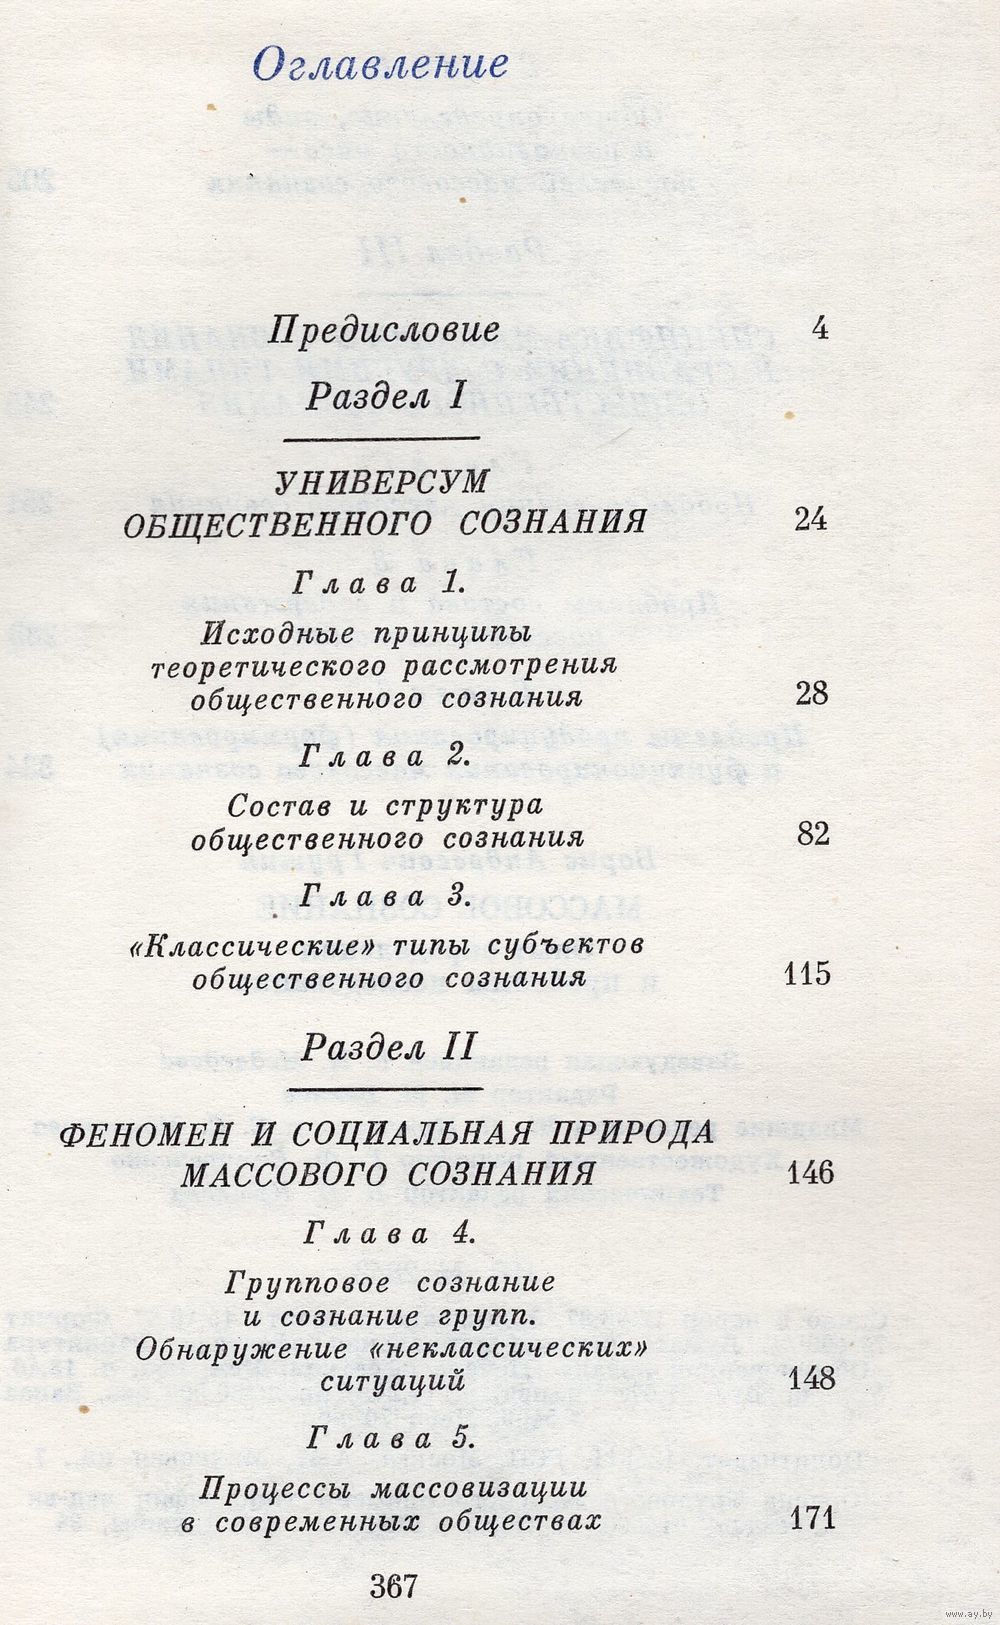 Оглавление
Предисловие 4
Раздел I
УНИВЕРСУМ
ОБЩЕСТВЕННОГО СОЗНАНИЯ 24
Глава 1.
Исходные принципы
теоретического рассмотрения
общественного сознания 28
Глава 2.
Состав и структура
общественного сознания 82
Глава 3.
«Классические» типы субъектов
общественного сознания 115
Раздел II
ФЕНОМЕН И СОЦИАЛЬНАЯ ПРИРОДА
МАССОВОГО СОЗНАНИЯ 146
Глава 4.
Групповое сознание
и сознание групп.
Обнаружение «неклассических»
ситуаций 148
Глава 5.
Процессы массовизации
в современных обществах 171
367
www.ay.by